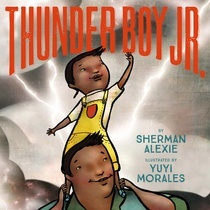 THUNDER BOY JR.
BY
SHERMAN
ALEXIE
ILLUSTRATED BY
YUYI
MORALES